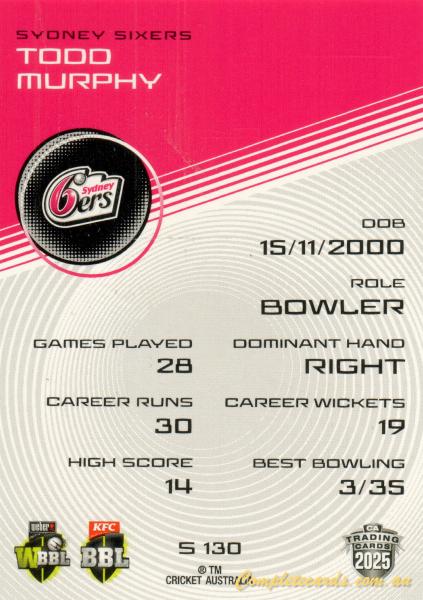 SYDNEY SIXERS
TODD
MURPHY
Sydney
6ers
DOB
15/11/2000
ROLE
BOWLER
GAMES PLAYED
28
DOMINANT HAND
RIGHT
CAREER RUNS
30
CAREER WICKETS
19
HIGH SCORE
14
BEST BOWLING
3/35
weber
WBBL
KFC
BBL
S 130
® TM
CRICKET AUSTRALIA
CA
TRADING
CARDS
2025
Completecards.com.au